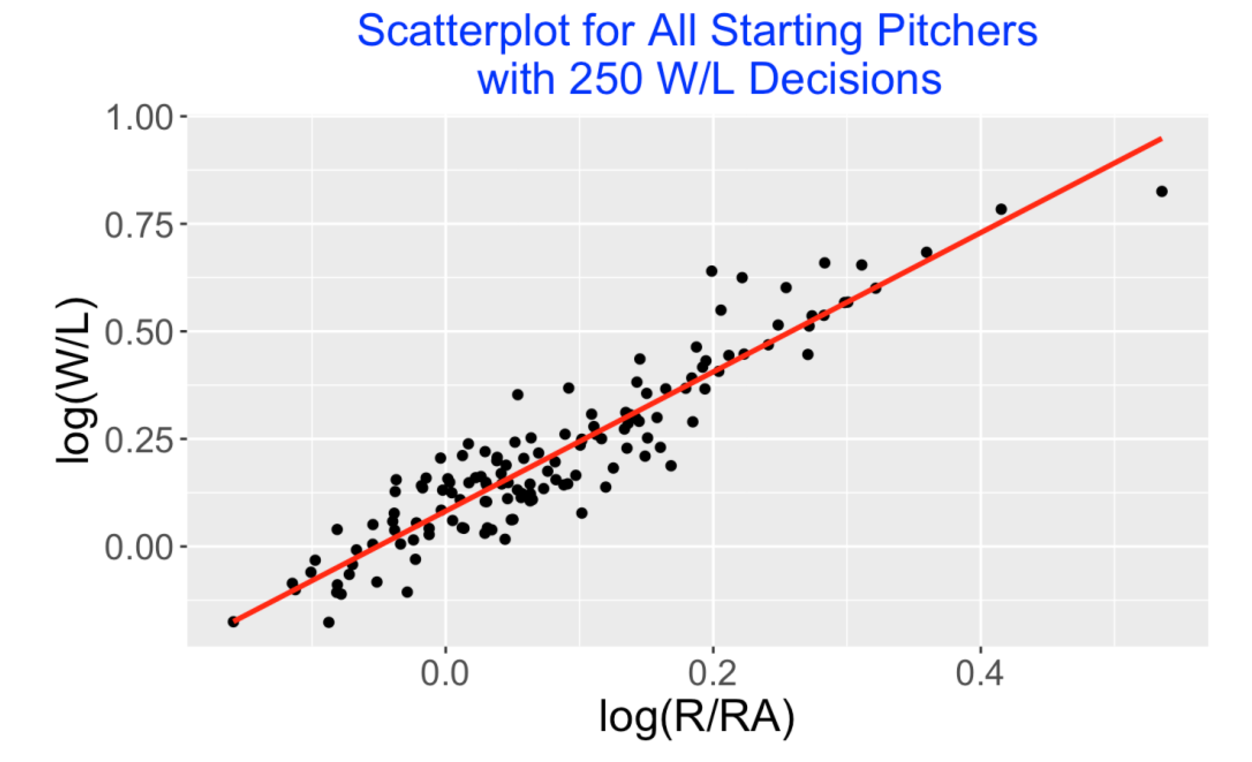 Scatterplot for All Starting Pitchers
with 250 W/L Decisions
1.00
0.75
0.50
0.25
0.00
log(W/L)
0.0 0.2 0.4
log(R/RA)